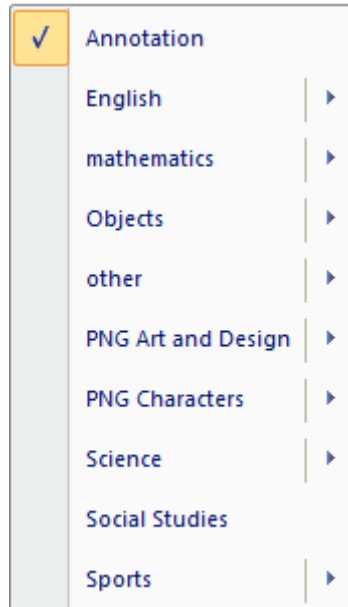 Annotation
English
mathematics
Objects
other
PNG Art and Design
PNG Characters
Science
Social Studies
Sports